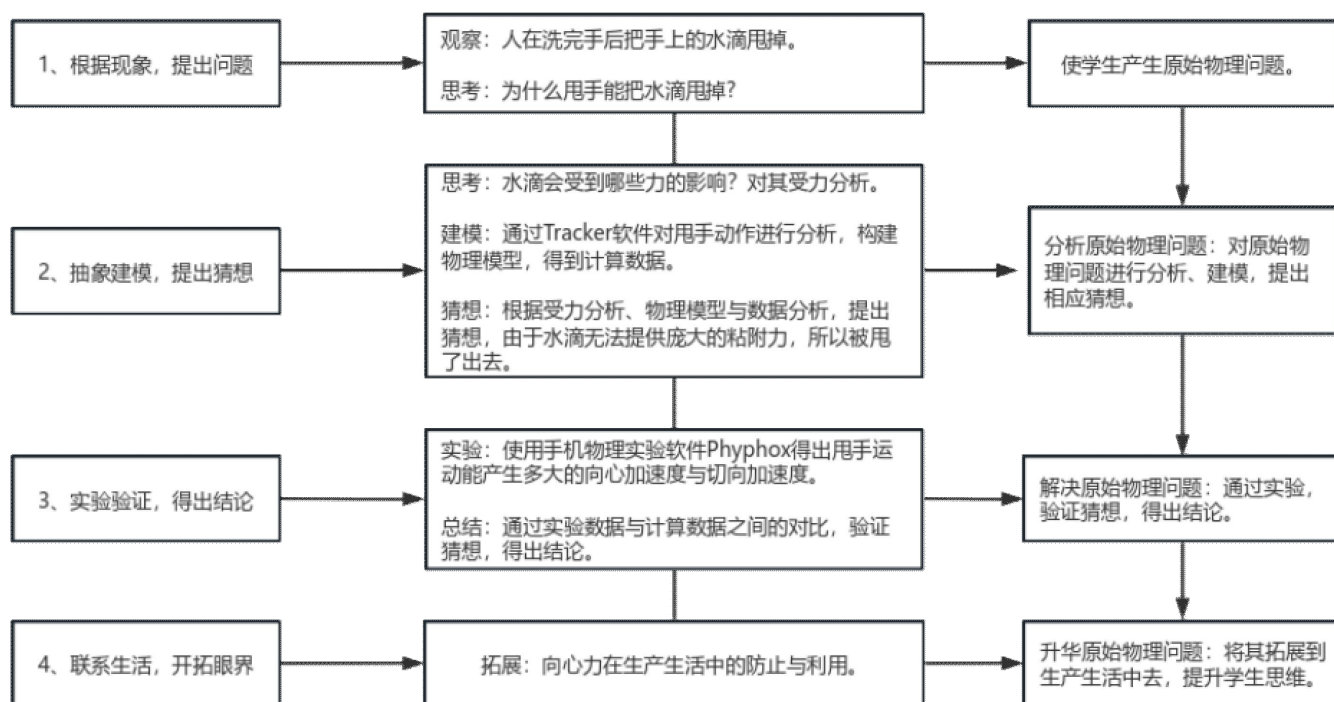 1、根据现象，提出问题
观察：人在洗完手后把手上的水滴甩掉。
思考：为什么甩手能把水滴甩掉？
使学生产生原始物理问题。
2、抽象建模，提出猜想
思考：水滴会受到哪些力的影响？对其受力分析。
建模：通过Tracker软件对甩手动作进行分析，构建
物理模型，得到计算数据。
猜想：根据受力分析、物理模型与数据分析，提出
猜想，由于水滴无法提供庞大的粘附力，所以被甩
了出去。
分析原始物理问题：对原始物
理问题进行分析、建模，提出
相应猜想。
3、实验验证，得出结论
实验：使用手机物理实验软件Phyphox得出甩手运
动能产生多大的向心加速度与切向加速度。
总结：通过实验数据与计算数据之间的对比，验证
猜想，得出结论。
解决原始物理问题：通过实验，
验证猜想，得出结论。
4、联系生活，开拓眼界
拓展：向心力在生产生活中的防止与利用。
升华原始物理问题：将其拓展到
生产生活中去，提升学生思维。